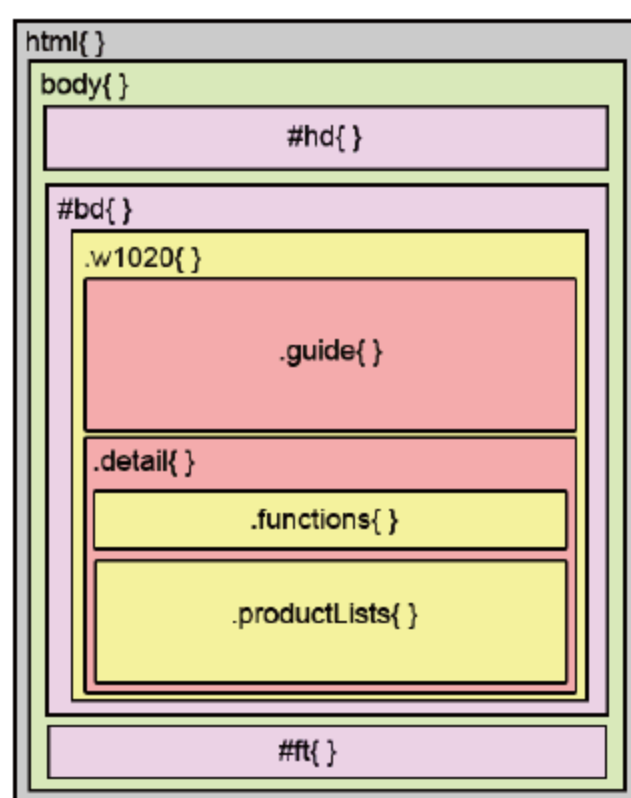 html{ }
body{ }
#hd{ }
#bd{ }
.w1020{ }
.guide{ }
.detail{ }
.functions{ }
.productLists{ }
#ft{ }